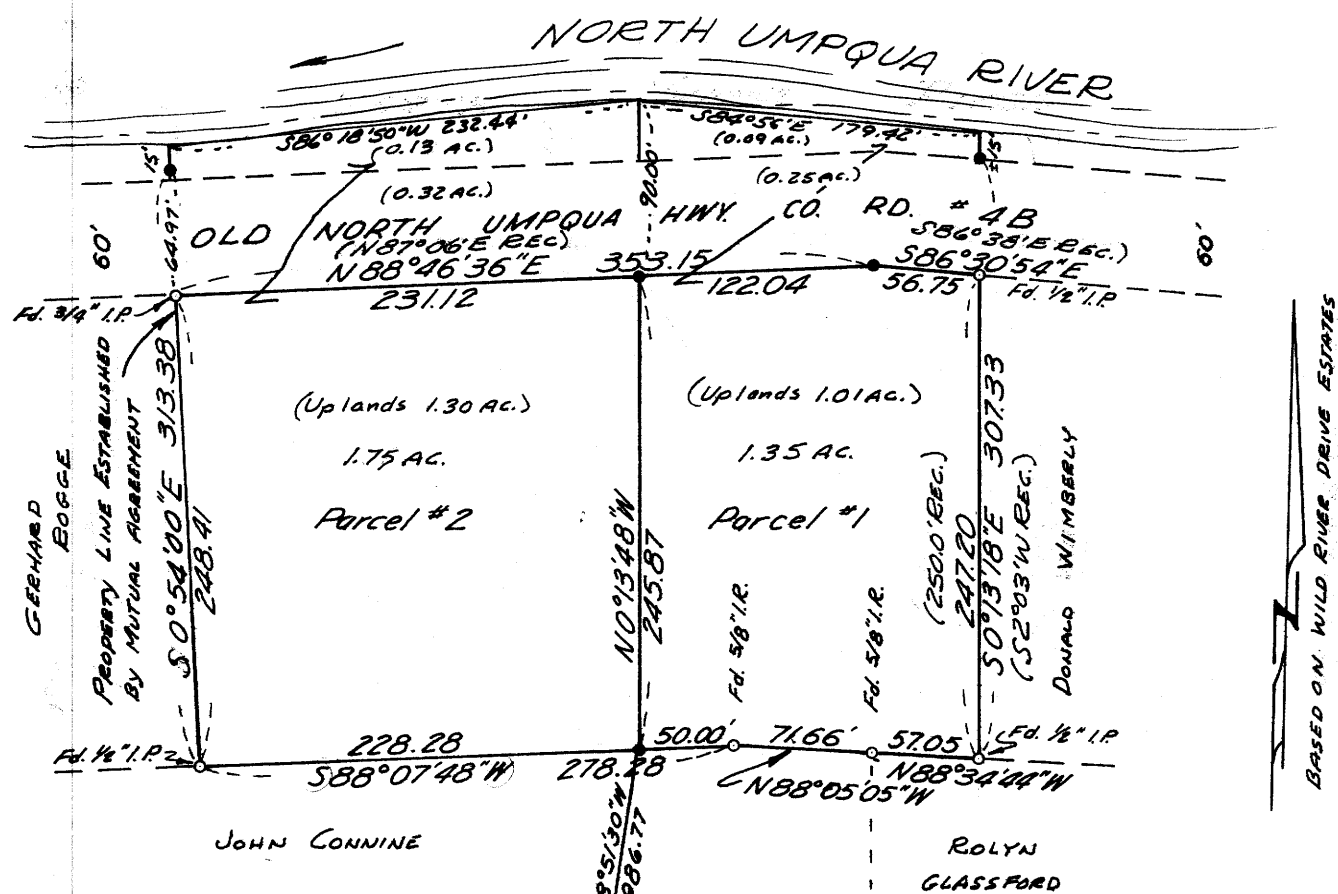 NORTH UMPQUA RIVER
S86°18'50"W 232.44'
(0.13 AC.)
S84°56'E 179.42'
(0.09 AC.)
15'
±15'
(0.32 AC.)
(0.25 AC.)
90.00'
60'
64.97'
OLD NORTH UMPQUA HWY. CO. RD. # 4B
60'
(N87°06'E REC)
S86°38'E REC.)
N88°46'36"E 353.15
S86°30'54"E
231.12
122.04
56.75
Fd. 3/4" I.P.
Fd. 1/2" I.P.
GERHARD
BOGGE
PROPERTY LINE ESTABLISHED
By MUTUAL AGREEMENT
S0°54'00"E 313.38
248.41
(Uplands 1.30 AC.)
1.75 AC.
Parcel #2
N0°13'48"W
245.87
(Uplands 1.01 AC.)
1.35 AC.
Parcel #1
Fd. 5/8" I.R.
Fd. 5/8" I.R.
(250.0' REC.)
247.20
S0°13'18"E 307.33
(S2°03'W REC.)
DONALD WIMBERLY
BASED ON WILD RIVER DRIVE ESTATES
Fd. 1/2" I.P.
228.28
50.00'
71.66'
57.05
Fd. 1/2" I.P.
S88°07'48"W 278.28
N88°05'05"W
N88°34'44"W
8°51'30"W
986.77
JOHN CONNINE
ROLYN
GLASSFORD